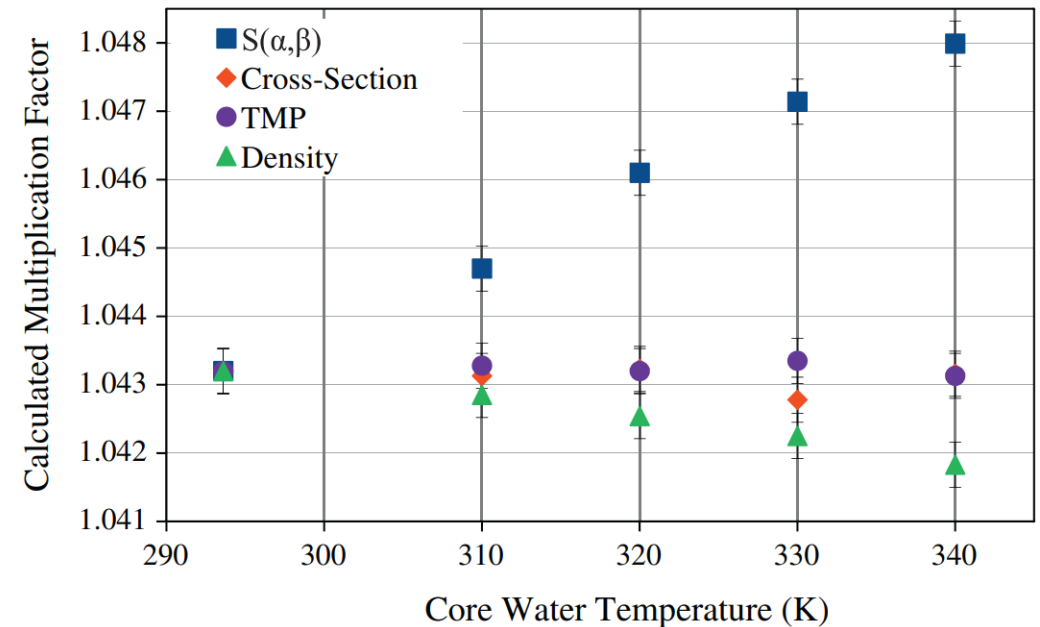 Calculated Multiplication Factor
1.048
1.047
1.046
1.045
1.044
1.043
1.042
1.041
S(α,β)
Cross-Section
TMP
Density
290 300 310 320 330 340
Core Water Temperature (K)